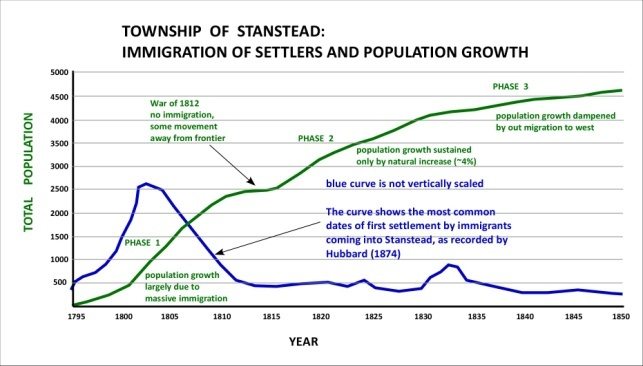 TOWNSHIP OF STANSTEAD:
IMMIGRATION OF SETTLERS AND POPULATION GROWTH
TOTAL POPULATION
5000
4500
4000
3500
3000
2500
2000
1500
1000
500
PHASE 3
population growth dampened
by out migration to west
War of 1812
no immigration,
some movement
away from frontier
PHASE 2
population growth sustained
only by natural increase (~4%)
blue curve is not vertically scaled
The curve shows the most common
dates of first settlement by immigrants
coming into Stanstead, as recorded by
Hubbard (1874)
PHASE 1
population growth
largely due to
massive immigration
1795 1800 1805 1810 1815 1820 1825 1830 1835 1840 1845 1850
YEAR